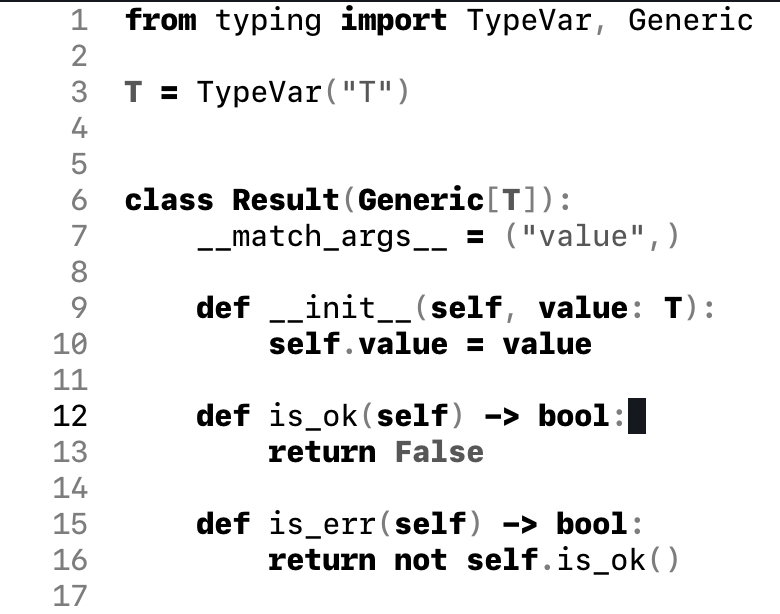 1 from typing import TypeVar, Generic
2
3 T = TypeVar("T")
4
5
6 class Result(Generic[T]):
7     __match_args__ = ("value",)
8
9     def __init__(self, value: T):
10         self.value = value
11
12     def is_ok(self) -> bool:
13         return False
14
15     def is_err(self) -> bool:
16         return not self.is_ok()
17